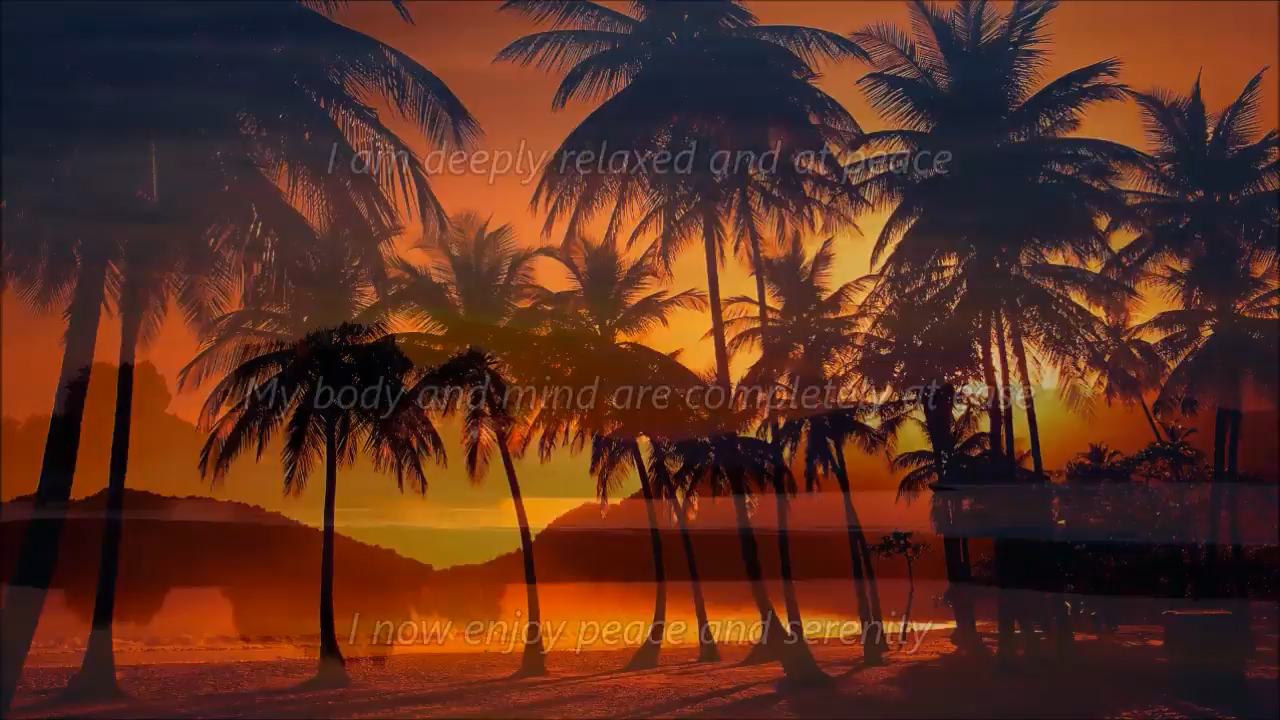 I am deeply relaxed and at peace
My body and mind are completely at ease
I now enjoy peace and serenity